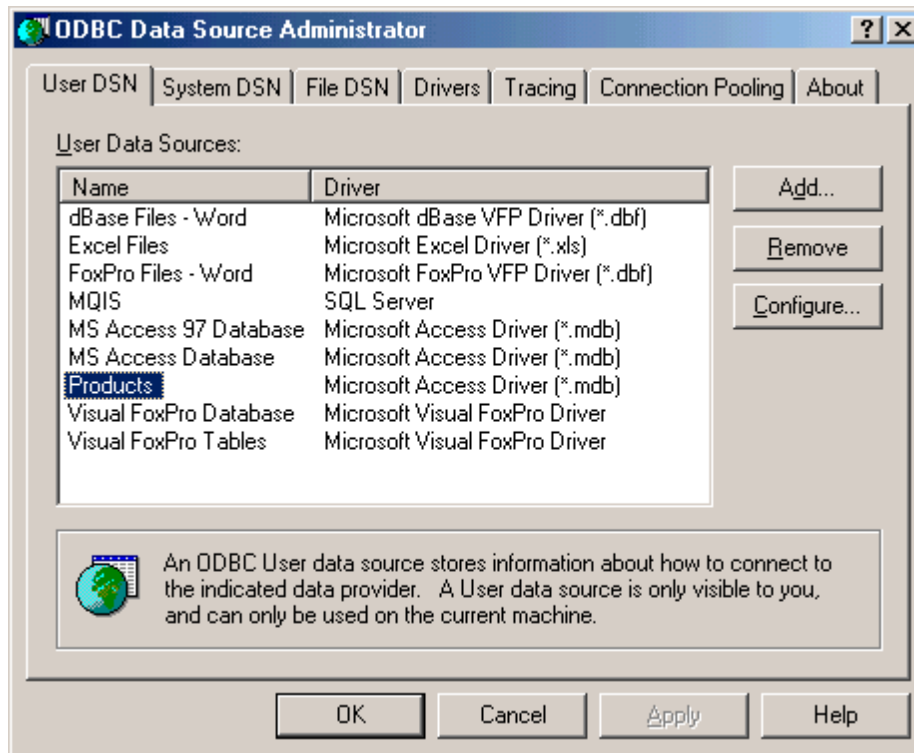 ODBC Data Source Administrator
User DSN System DSN File DSN Drivers Tracing Connection Pooling About
User Data Sources:
Name Driver
dBase Files - Word Microsoft dBase VFP Driver (*.dbf)
Excel Files Microsoft Excel Driver (*.xls)
FoxPro Files - Word Microsoft FoxPro VFP Driver (*.dbf)
MQIS SQL Server
MS Access 97 Database Microsoft Access Driver (*.mdb)
MS Access Database Microsoft Access Driver (*.mdb)
Products Microsoft Access Driver (*.mdb)
Visual FoxPro Database Microsoft Visual FoxPro Driver
Visual FoxPro Tables Microsoft Visual FoxPro Driver
Add...
Remove
Configure...
An ODBC User data source stores information about how to connect to
the indicated data provider. A User data source is only visible to you,
and can only be used on the current machine.
OK Cancel Apply Help